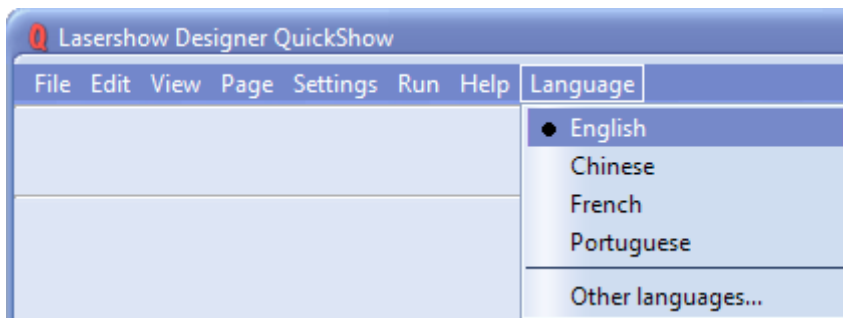 Lasershow Designer QuickShow
File Edit View Page Settings Run Help Language
English
Chinese
French
Portuguese
Other languages...